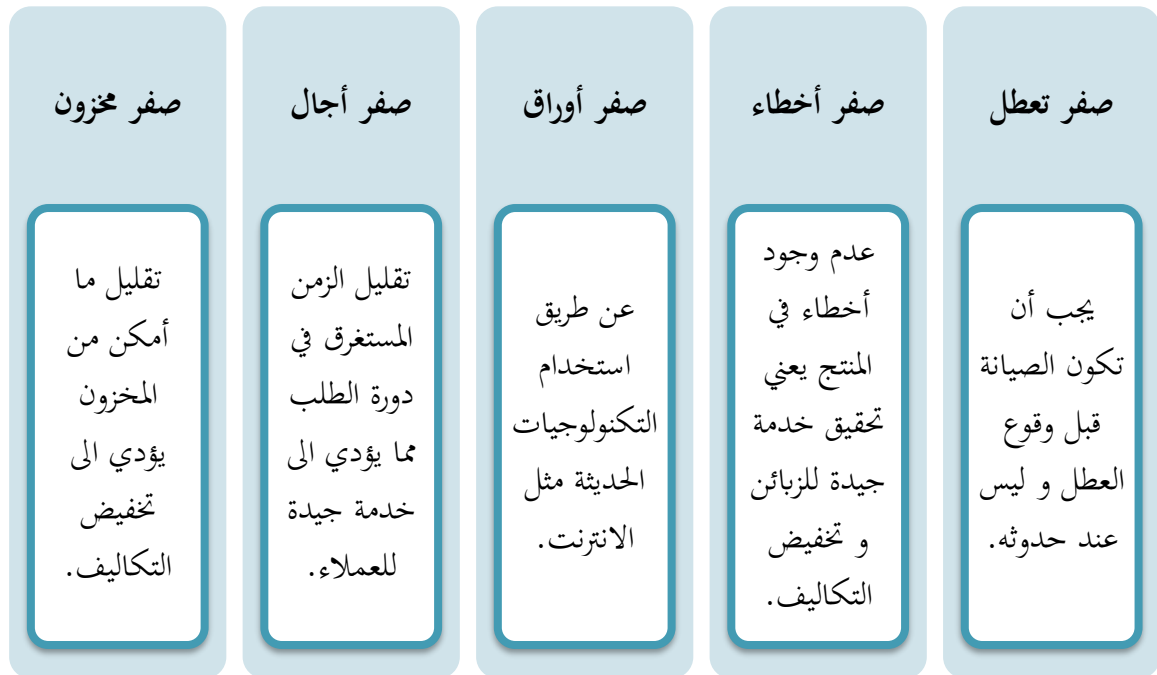 صفر تعطل
يجب أن
تكون الصيانة
قبل وقوع
العطل و ليس
عند حدوثه.
صفر أخطاء
عدم وجود
أخطاء في
المنتج يعني
تحقيق خدمة
جيدة للزبائن
و تخفيض
التكاليف.
صفر أوراق
عن طريق
استخدام
التكنولوجيات
الحديثة مثل
الانترنت.
صفر أجال
تقليل الزمن
المستغرق في
دورة الطلب
مما يؤدي الى
خدمة جيدة
للعملاء.
صفر مخزون
تقليل ما
أمكن من
المخزون
يؤدي الى
تخفيض
التكاليف.